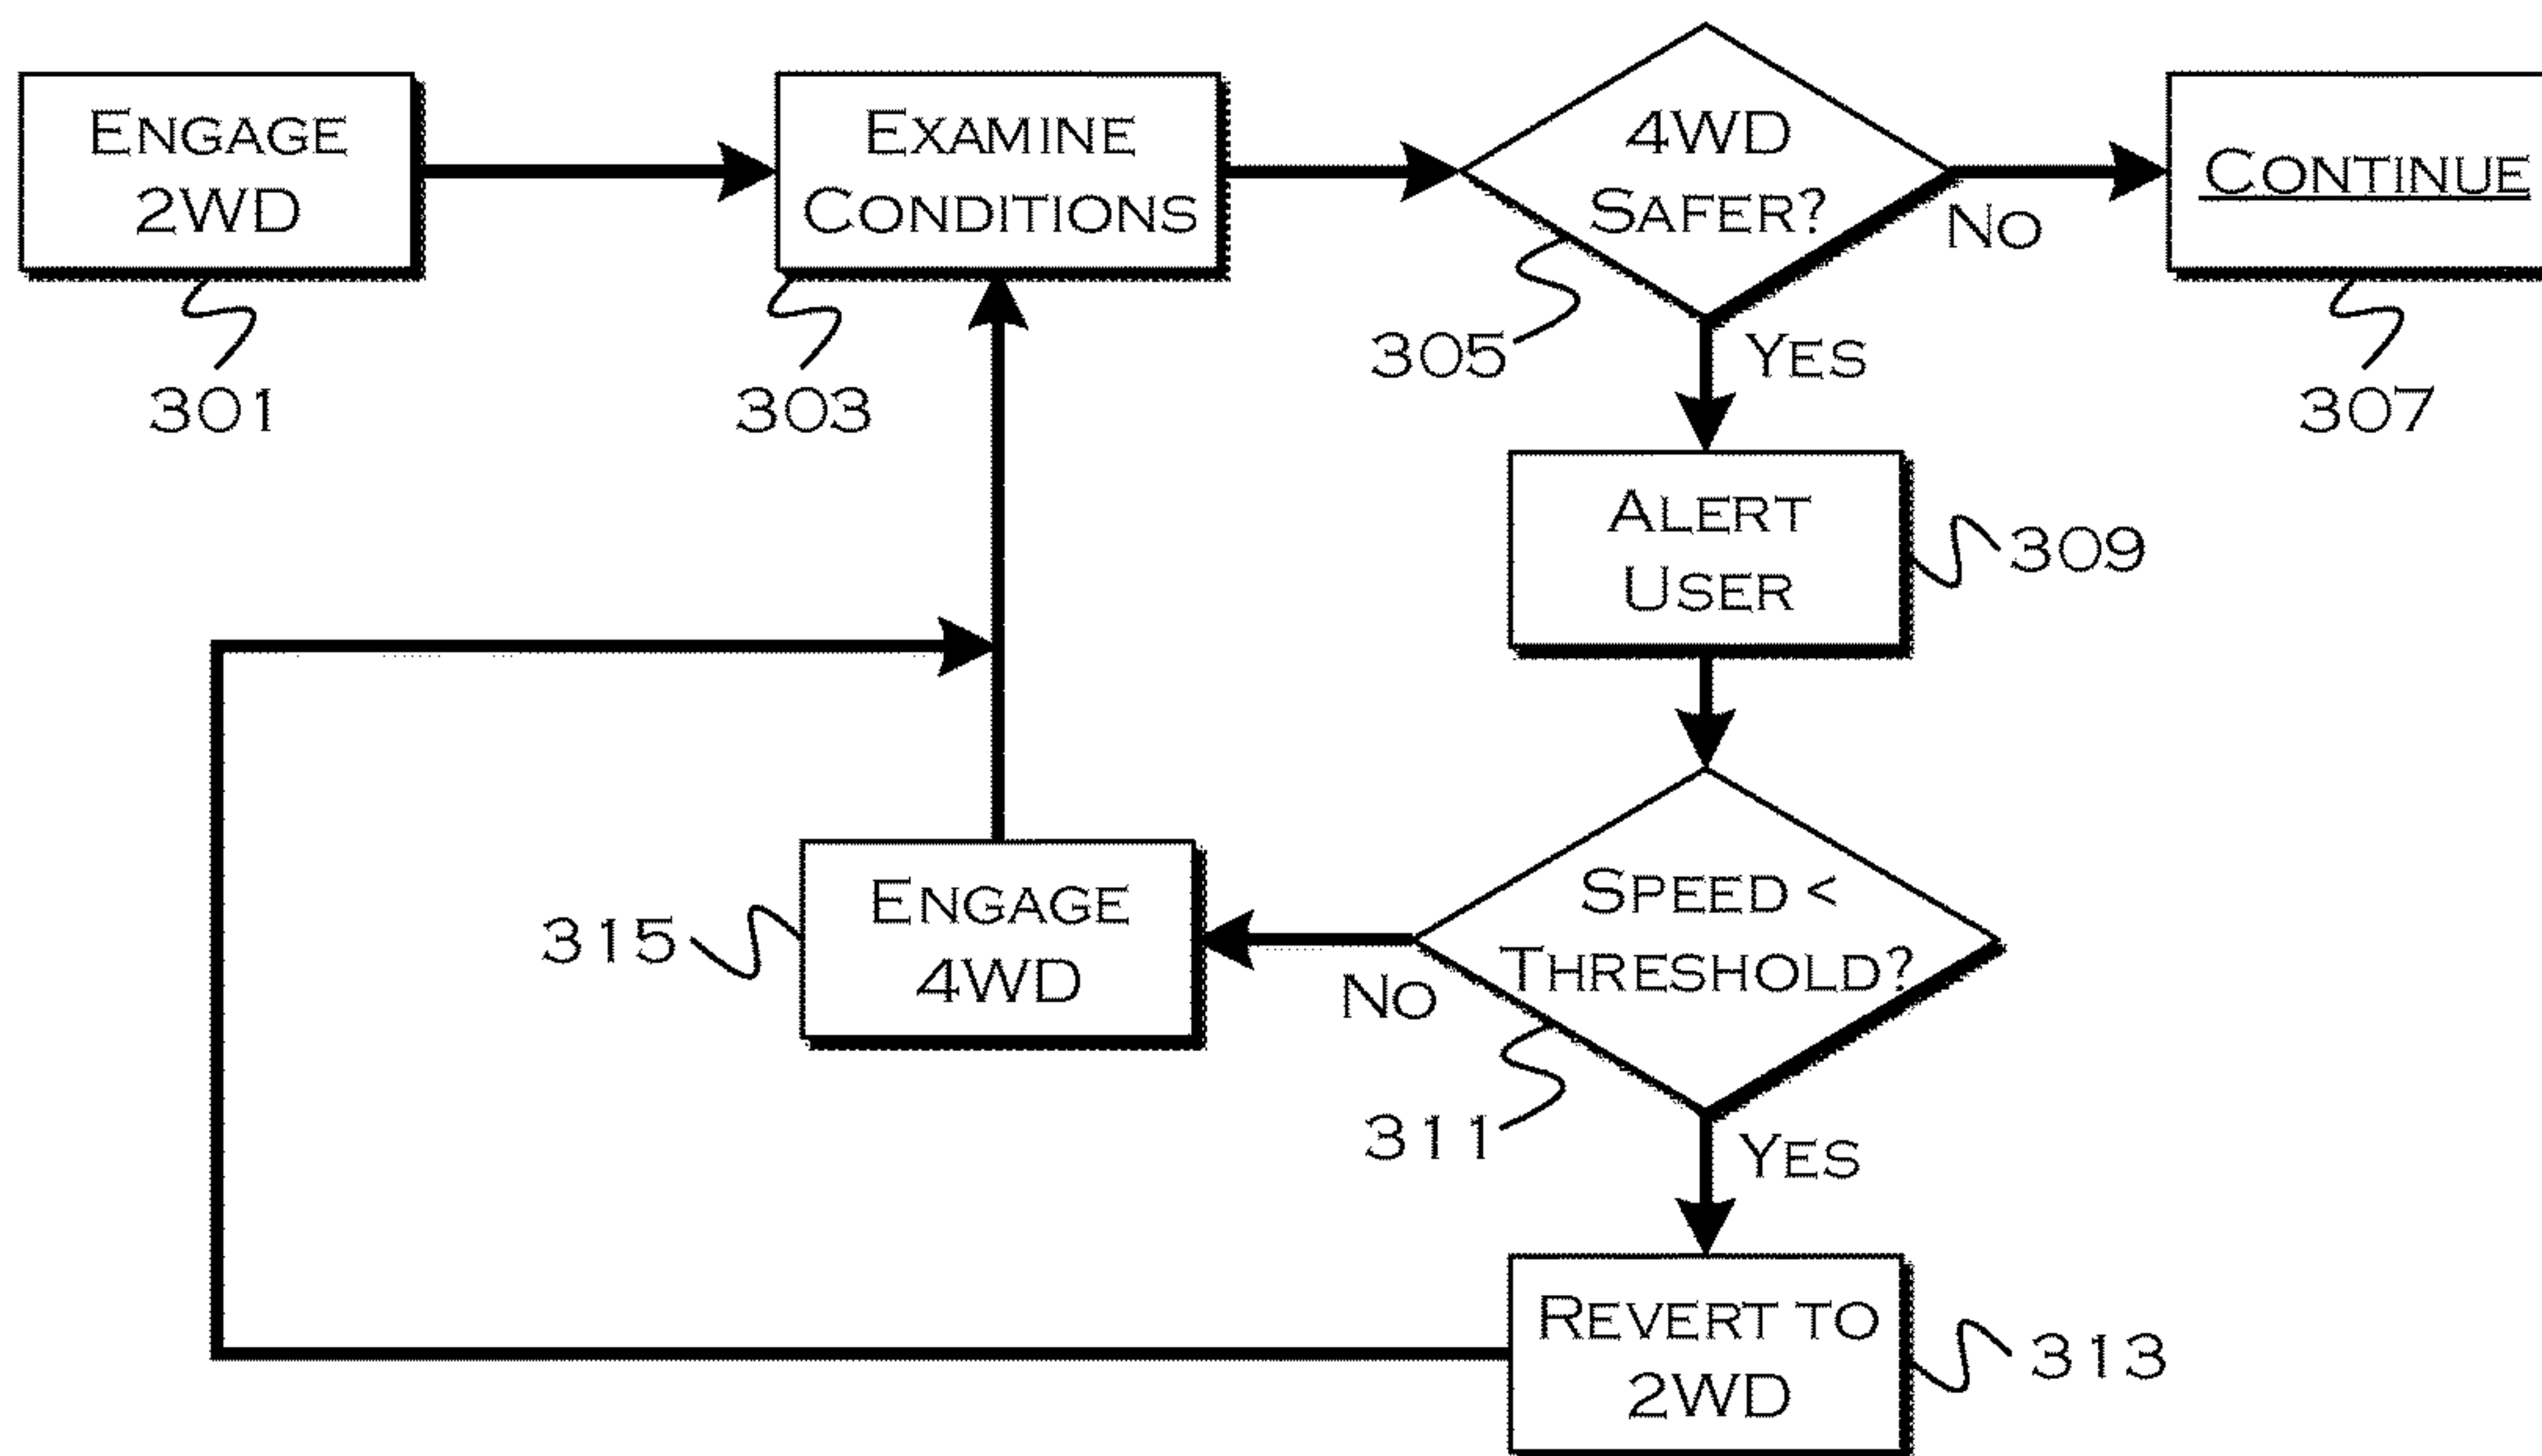 ENGAGE
2WD
301
EXAMINE
CONDITIONS
303
4WD
SAFER?
305
NO
YES
CONTINUE
307
ALERT
USER
309
SPEED <
THRESHOLD?
311
NO
YES
ENGAGE
4WD
315
REVERT TO
2WD
313